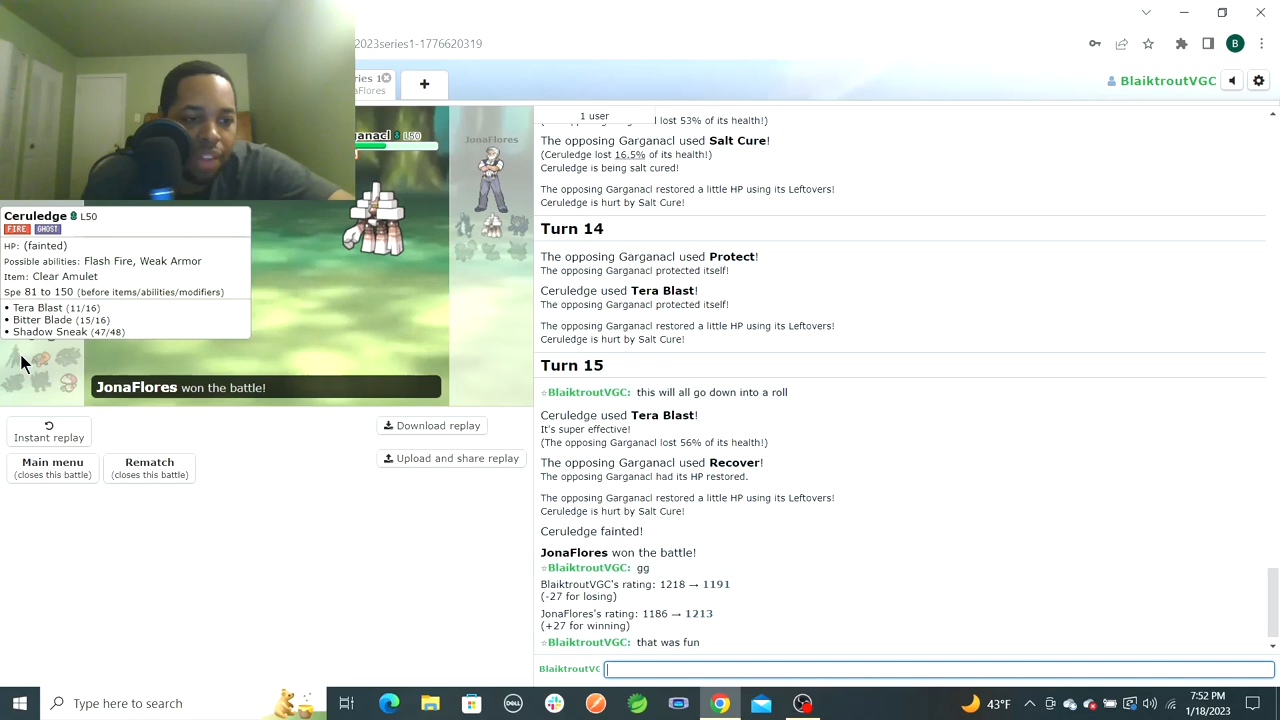 2023series1-1776620319
ries 1
aFlores
BlaiktroutVGC
1 user
ganacl L50
JonaFlores
Ceruledge L50
FIRE GHOST
HP: (fainted)
Possible abilities: Flash Fire, Weak Armor
Item: Clear Amulet
Spe 81 to 150 (before items/abilities/modifiers)
• Tera Blast (11/16)
• Bitter Blade (15/16)
• Shadow Sneak (47/48)
JonaFlores won the battle!
Instant replay
Download replay
Upload and share replay
Main menu
(closes this battle)
Rematch
(closes this battle)
l lost 53% of its health!)
The opposing Garganacl used Salt Cure!
(Ceruledge lost 16.5% of its health!)
Ceruledge is being salt cured!
The opposing Garganacl restored a little HP using its Leftovers!
Ceruledge is hurt by Salt Cure!
Turn 14
The opposing Garganacl used Protect!
The opposing Garganacl protected itself!
Ceruledge used Tera Blast!
The opposing Garganacl protected itself!
The opposing Garganacl restored a little HP using its Leftovers!
Ceruledge is hurt by Salt Cure!
Turn 15
☆BlaiktroutVGC: this will all go down into a roll
Ceruledge used Tera Blast!
It's super effective!
(The opposing Garganacl lost 56% of its health!)
The opposing Garganacl used Recover!
The opposing Garganacl had its HP restored.
The opposing Garganacl restored a little HP using its Leftovers!
Ceruledge is hurt by Salt Cure!
Ceruledge fainted!
JonaFlores won the battle!
☆BlaiktroutVGC: gg
BlaiktroutVGC's rating: 1218 → 1191
(-27 for losing)
JonaFlores's rating: 1186 → 1213
(+27 for winning)
☆BlaiktroutVGC: that was fun
BlaiktroutVC
Type here to search
DELL
43°F
7:52 PM
1/18/2023
B